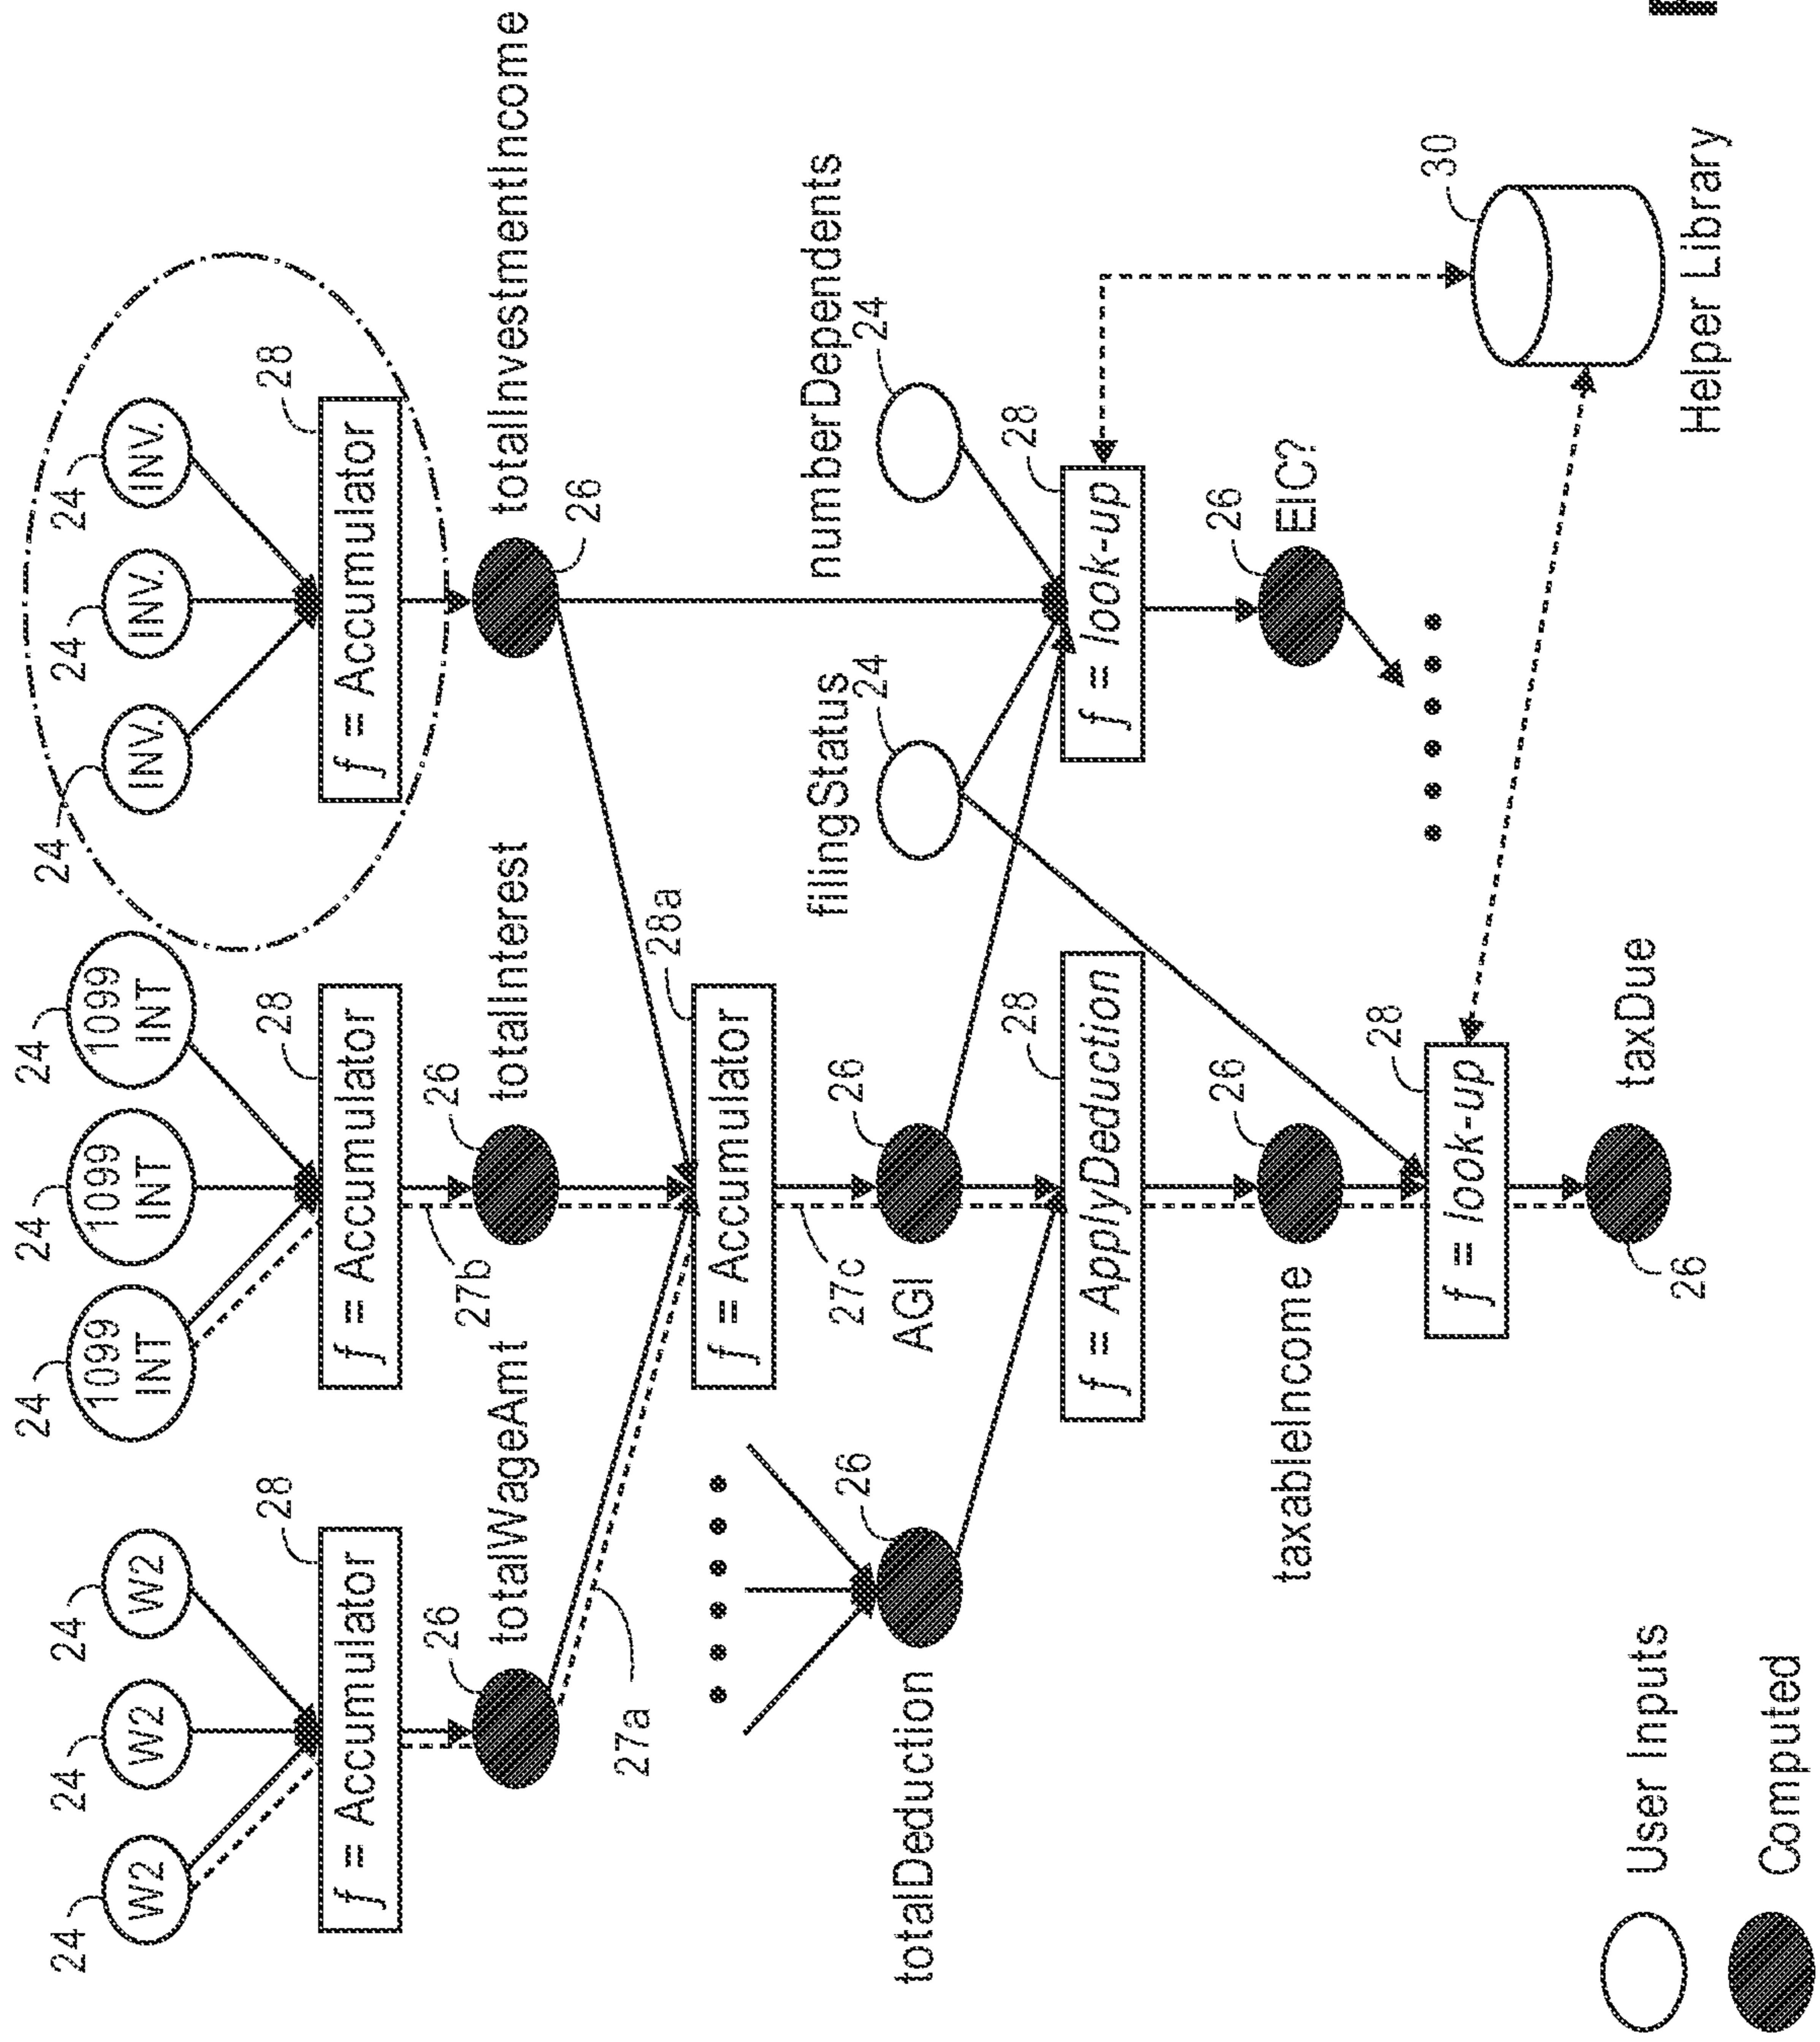 24 24 24 24 24 24 24 24 24
W2 W2 W2 1099 1099 1099 INV. INV. INV.
INT INT INT
28 28 28
f = Accumulator f = Accumulator f = Accumulator
26 27b 26
totalWageAmt totalInterest totalInvestmentIncome
26
27a 28a
f = Accumulator
fillingStatus numberDependents
27c 26 26 24 24
totalDeduction AGI
28 28
f = ApplyDeduction f = look-up
26 26
taxableIncome EIC?
28 30
f = look-up
User Inputs taxDue
26 Helper Library
Computed